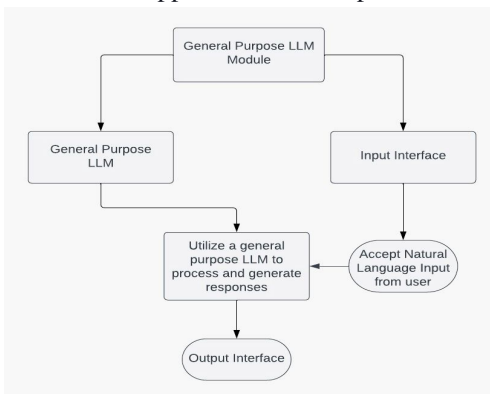 General Purpose LLM
Module
General Purpose
LLM
Input Interface
Utilize a general
purpose LLM to
process and generate
responses
Accept Natural
Language Input
from user
Output Interface